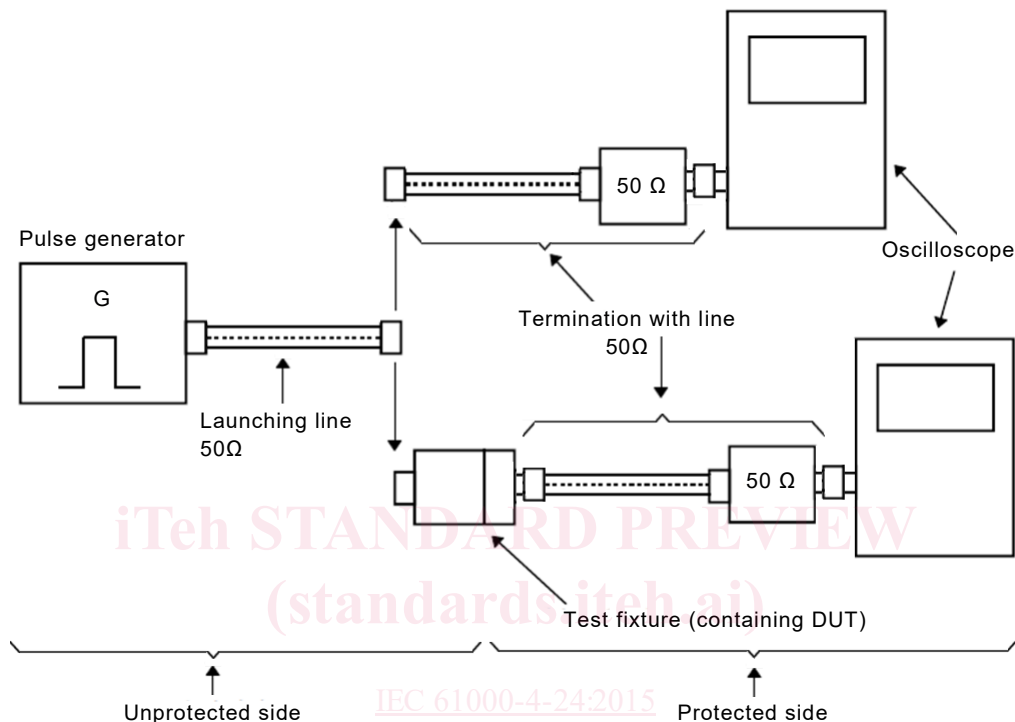 50 Ω
Pulse generator
G
Oscilloscope
Termination with line
50Ω
Launching line
50Ω
50 Ω
iTeh STANDARD PREVIEW
(standards.iteh.ai)
Test fixture (containing DUT)
IEC 61000-4-24:2015
Unprotected side
Protected side